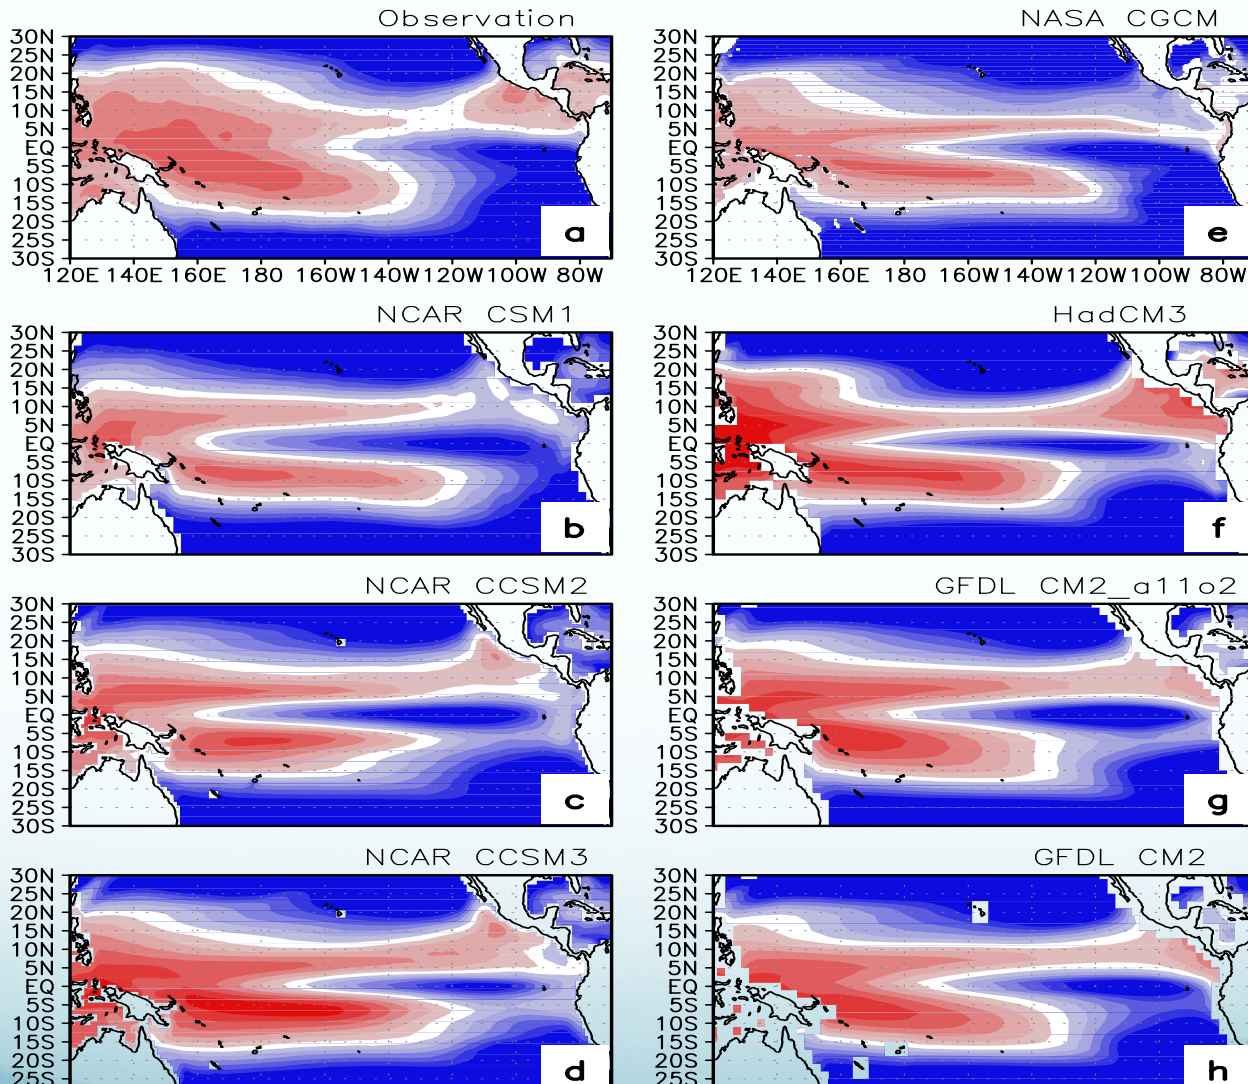 Observation
30N
25N
20N
15N
10N
5N
EQ
5S
10S
15S
20S
25S
30S
120E 140E 160E 180 160W 140W 120W 100W 80W
a
NASA CGCM
30N
25N
20N
15N
10N
5N
EQ
5S
10S
15S
20S
25S
30S
120E 140E 160E 180 160W 140W 120W 100W 80W
e
NCAR CSM1
30N
25N
20N
15N
10N
5N
EQ
5S
10S
15S
20S
25S
30S
b
HadCM3
30N
25N
20N
15N
10N
5N
EQ
5S
10S
15S
20S
25S
30S
f
NCAR CCSM2
30N
25N
20N
15N
10N
5N
EQ
5S
10S
15S
20S
25S
30S
c
GFDL CM2_a11o2
30N
25N
20N
15N
10N
5N
EQ
5S
10S
15S
20S
25S
30S
g
NCAR CCSM3
30N
25N
20N
15N
10N
5N
EQ
5S
10S
15S
20S
25S
d
GFDL CM2
30N
25N
20N
15N
10N
5N
EQ
5S
10S
15S
20S
25S
h